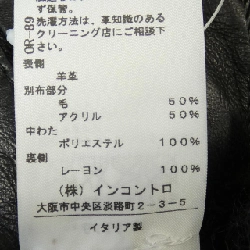 ず保管。
洗濯方法は、革知識のある
クリーニング店にご相談下
さい。
OR-B9
表側
羊革
別布部分
毛 50%
アクリル 50%
中わた
ポリエステル 100%
裏側
レーヨン 100%
(株) インコントロ
大阪市中央区淡路町2-3-5
イタリア製